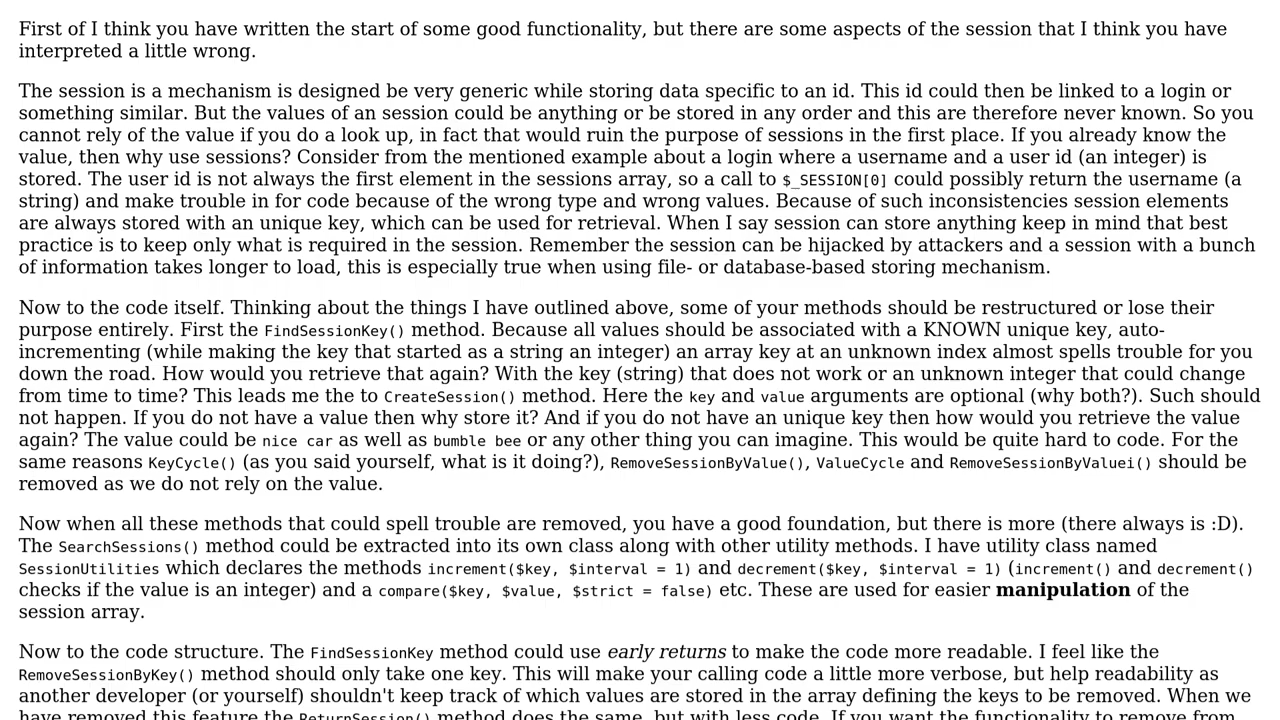 First of I think you have written the start of some good functionality, but there are some aspects of the session that I think you have
interpreted a little wrong.
The session is a mechanism is designed be very generic while storing data specific to an id. This id could then be linked to a login or
something similar. But the values of an session could be anything or be stored in any order and this are therefore never known. So you
cannot rely of the value if you do a look up, in fact that would ruin the purpose of sessions in the first place. If you already know the
value, then why use sessions? Consider from the mentioned example about a login where a username and a user id (an integer) is
stored. The user id is not always the first element in the sessions array, so a call to $_SESSION[0] could possibly return the username (a
string) and make trouble in for code because of the wrong type and wrong values. Because of such inconsistencies session elements
are always stored with an unique key, which can be used for retrieval. When I say session can store anything keep in mind that best
practice is to keep only what is required in the session. Remember the session can be hijacked by attackers and a session with a bunch
of information takes longer to load, this is especially true when using file- or database-based storing mechanism.
Now to the code itself. Thinking about the things I have outlined above, some of your methods should be restructured or lose their
purpose entirely. First the FindSessionKey() method. Because all values should be associated with a KNOWN unique key, auto-
incrementing (while making the key that started as a string an integer) an array key at an unknown index almost spells trouble for you
down the road. How would you retrieve that again? With the key (string) that does not work or an unknown integer that could change
from time to time? This leads me the to CreateSession() method. Here the key and value arguments are optional (why both?). Such should
not happen. If you do not have a value then why store it? And if you do not have an unique key then how would you retrieve the value
again? The value could be nice car as well as bumble bee or any other thing you can imagine. This would be quite hard to code. For the
same reasons KeyCycle() (as you said yourself, what is it doing?), RemoveSessionByValue(), ValueCycle and RemoveSessionByValuei() should be
removed as we do not rely on the value.
Now when all these methods that could spell trouble are removed, you have a good foundation, but there is more (there always is :D).
The SearchSessions() method could be extracted into its own class along with other utility methods. I have utility class named
SessionUtilities which declares the methods increment($key, $interval = 1) and decrement($key, $interval = 1) (increment() and decrement()
checks if the value is an integer) and a compare($key, $value, $strict = false) etc. These are used for easier manipulation of the
session array.
Now to the code structure. The FindSessionKey method could use early returns to make the code more readable. I feel like the
RemoveSessionByKey() method should only take one key. This will make your calling code a little more verbose, but help readability as
another developer (or yourself) shouldn't keep track of which values are stored in the array defining the keys to be removed. When we
have removed this feature the ReturnSession() method does the same, but with less code. If you want the functionality to remove from